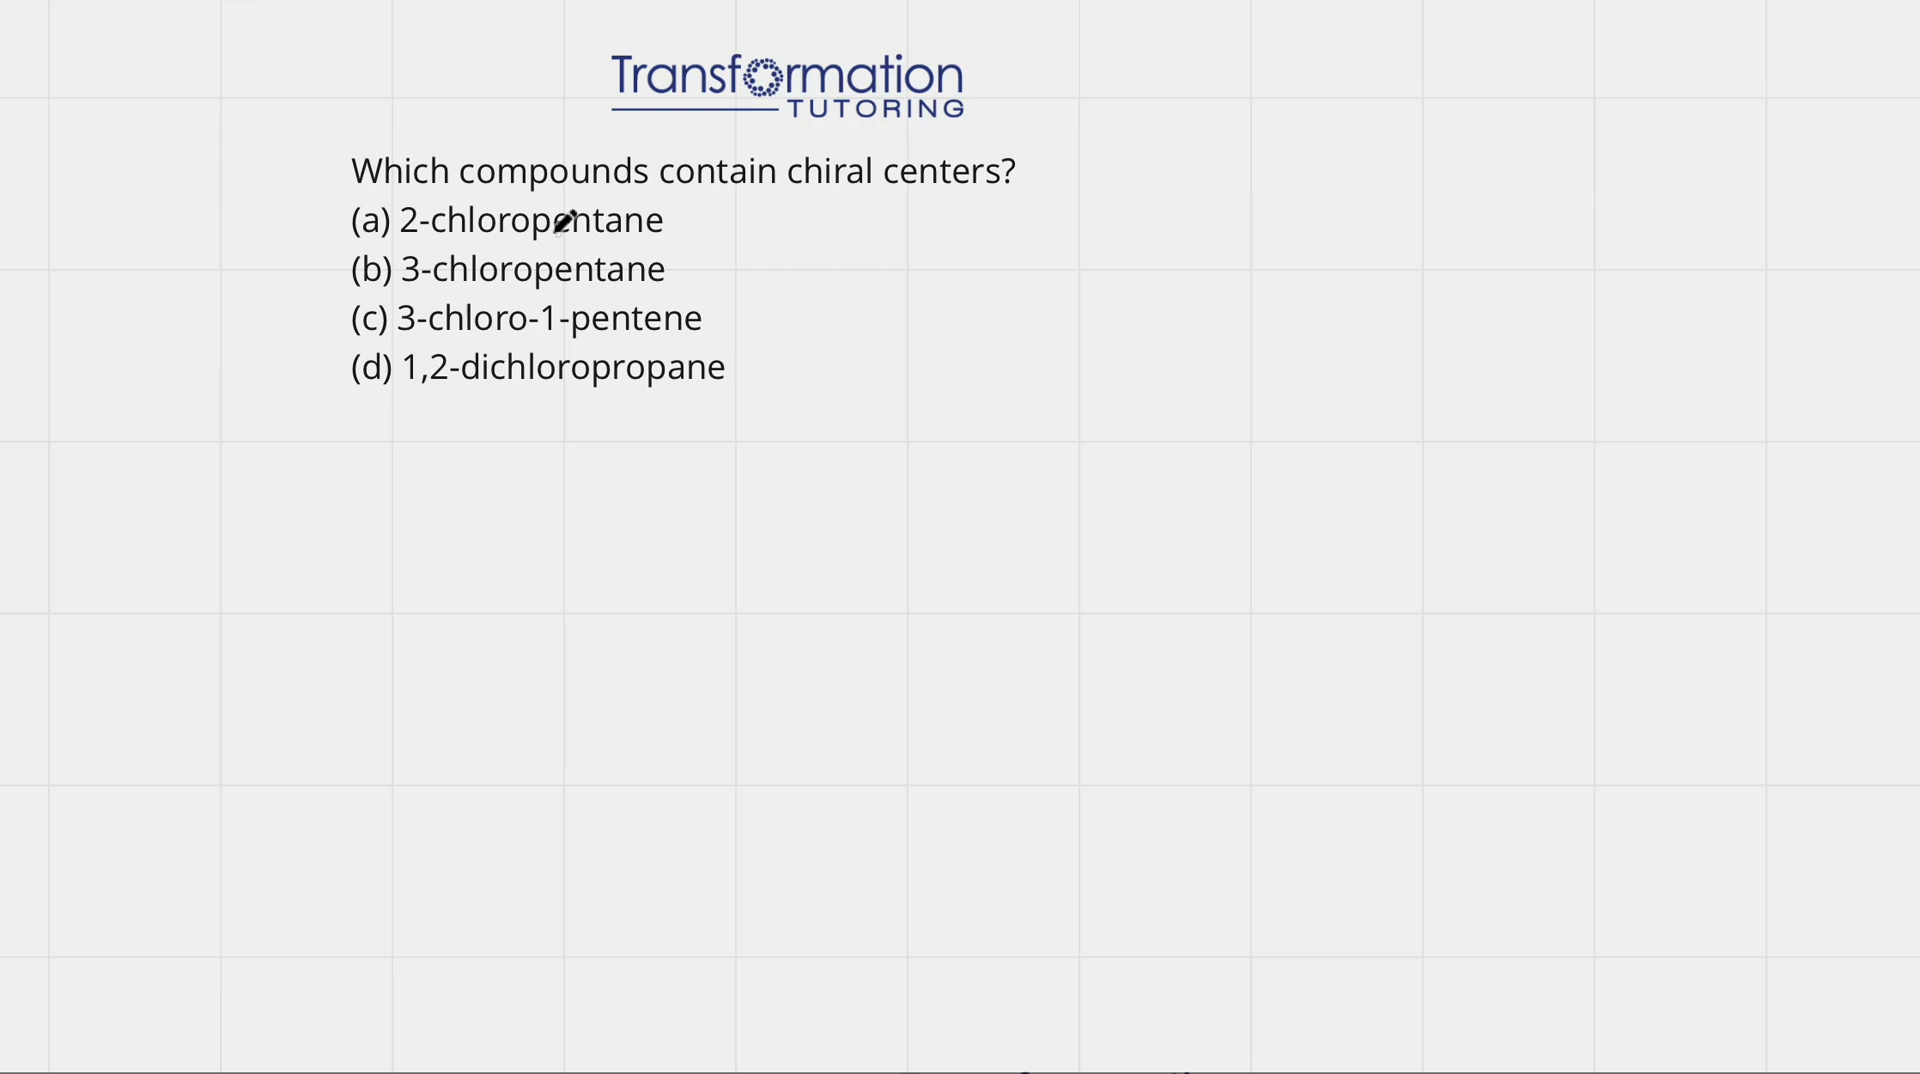 Transformation
TUTORING
Which compounds contain chiral centers?
(a) 2-chloropentane
(b) 3-chloropentane
(c) 3-chloro-1-pentene
(d) 1,2-dichloropropane